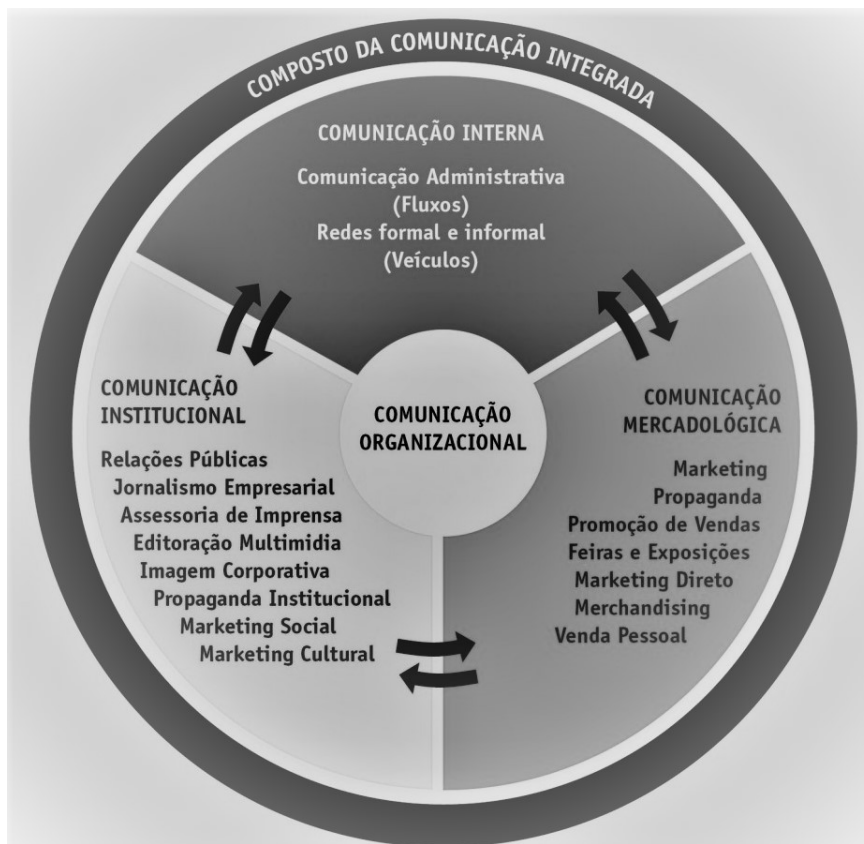 COMPOSTO DA COMUNICAÇÃO INTEGRADA
COMUNICAÇÃO INTERNA
Comunicação Administrativa
(Fluxos)
Redes formal e informal
(Veículos)
COMUNICAÇÃO
INSTITUCIONAL
Relações Públicas
Jornalismo Empresarial
Assessoria de Imprensa
Editoração Multimidia
Imagem Corporativa
Propaganda Institucional
Marketing Social
Marketing Cultural
COMUNICAÇÃO
ORGANIZACIONAL
COMUNICAÇÃO
MERCADOLÓGICA
Marketing
Propaganda
Promoção de Vendas
Feiras e Exposições
Marketing Direto
Merchandising
Venda Pessoal